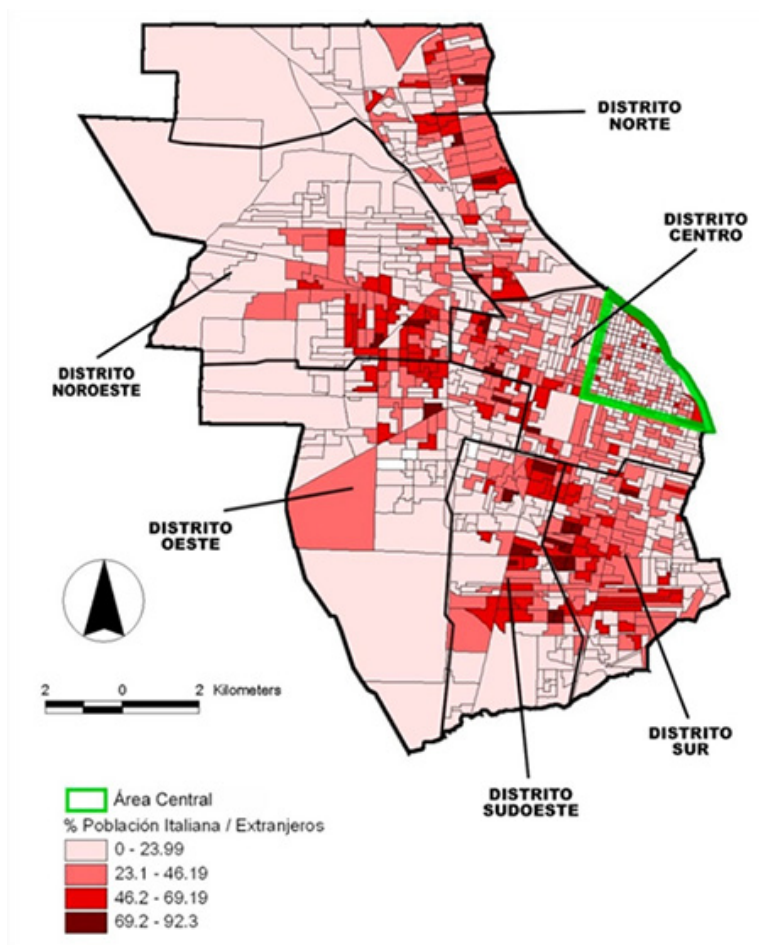 DISTRITO
NORTE
DISTRITO
CENTRO
DISTRITO
NOROESTE
DISTRITO
OESTE
2 0 2 Kilometers
DISTRITO
SUR
DISTRITO
SUDOESTE
Área Central
% Población Italiana / Extranjeros
0 - 23.99
23.1 - 46.19
46.2 - 69.19
69.2 - 92.3